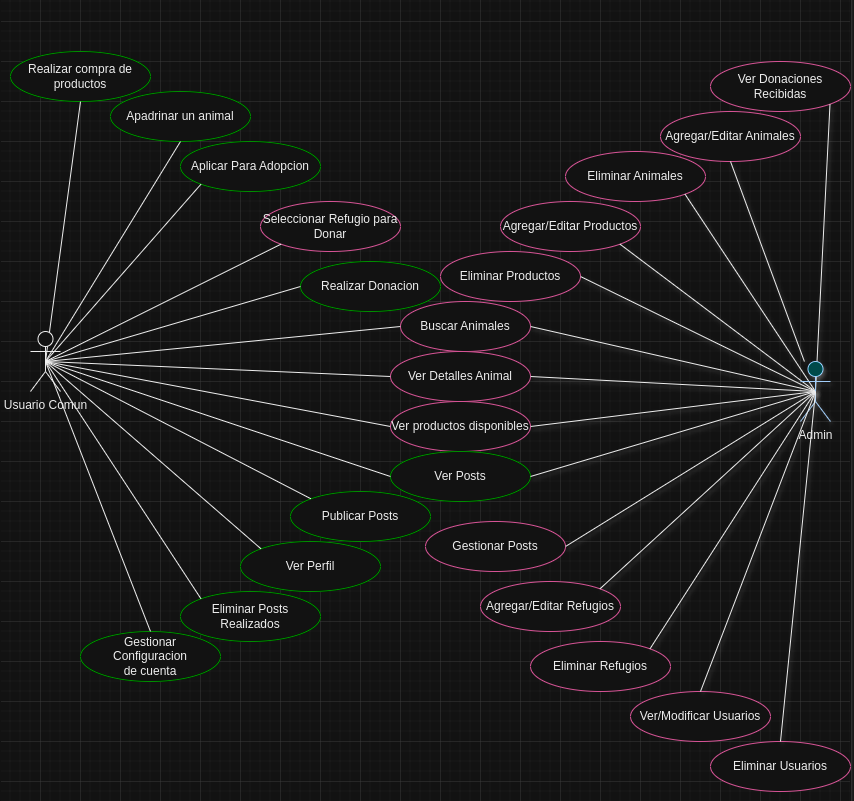 Realizar compra de
productos
Apadrinar un animal
Aplicar Para Adopcion
Seleccionar Refugio para
Donar
Realizar Donacion
Ver Donaciones
Recibidas
Agregar/Editar Animales
Eliminar Animales
Agregar/Editar Productos
Eliminar Productos
Buscar Animales
Ver Detalles Animal
Ver productos disponibles
Ver Posts
Usuario Comun
Admin
Publicar Posts
Ver Perfil
Eliminar Posts
Realizados
Gestionar
Configuracion
de cuenta
Gestionar Posts
Agregar/Editar Refugios
Eliminar Refugios
Ver/Modificar Usuarios
Eliminar Usuarios